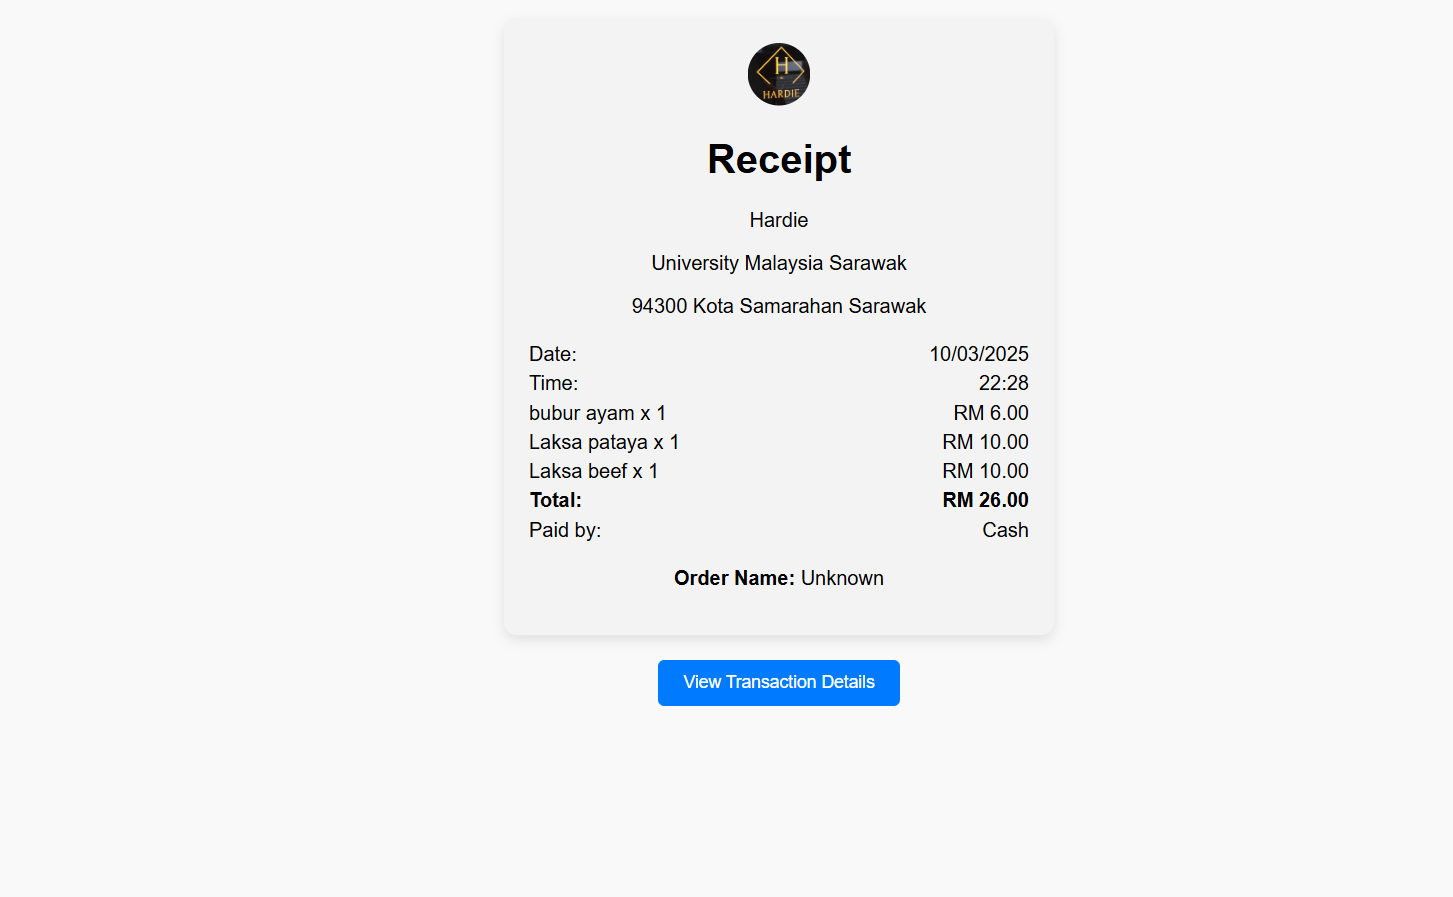 H
HARDIE
Receipt
Hardie
University Malaysia Sarawak
94300 Kota Samarahan Sarawak
Date: 10/03/2025
Time: 22:28
bubur ayam x 1 RM 6.00
Laksa pataya x 1 RM 10.00
Laksa beef x 1 RM 10.00
Total: RM 26.00
Paid by: Cash
Order Name: Unknown
View Transaction Details